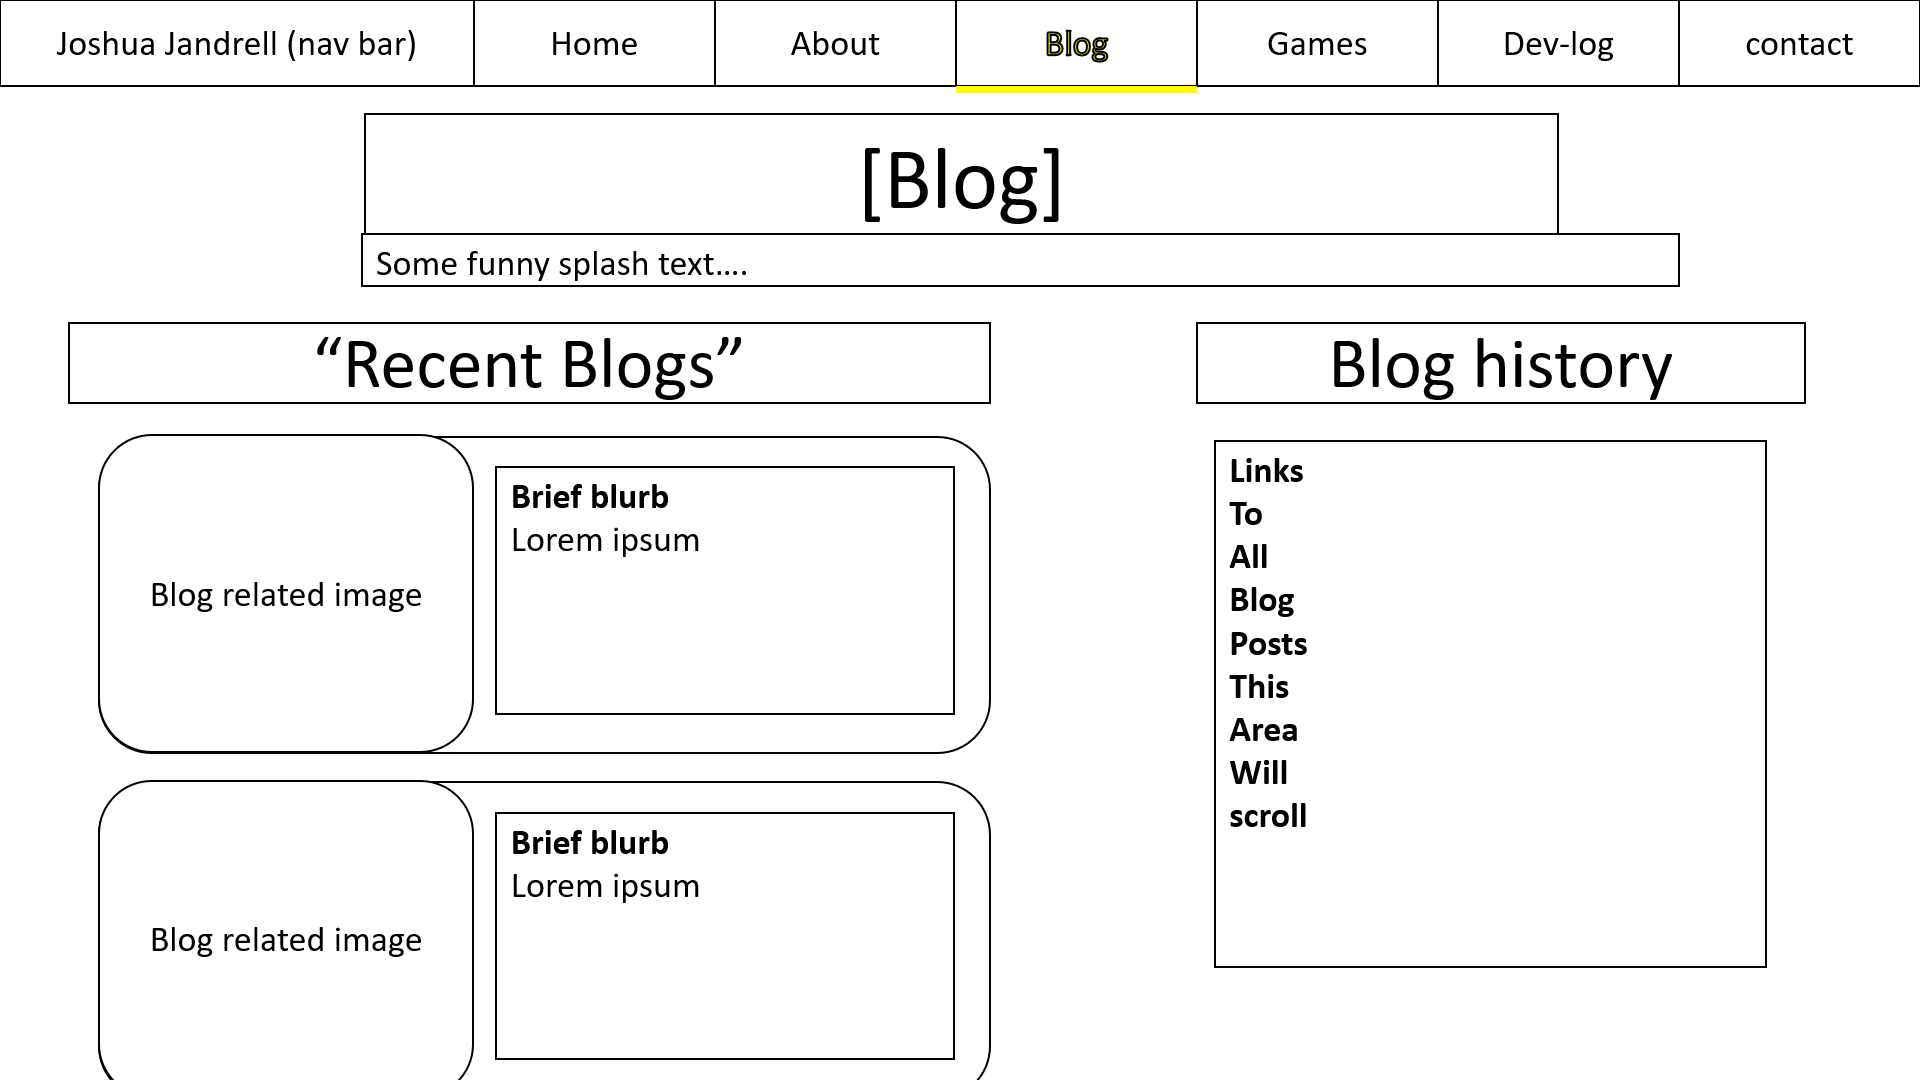 Joshua Jandrell (nav bar) Home About Blog Games Dev-log contact
[Blog]
Some funny splash text....
“Recent Blogs”
Brief blurb
Lorem ipsum
Blog related image
Brief blurb
Lorem ipsum
Blog related image
Blog history
Links
To
All
Blog
Posts
This
Area
Will
scroll